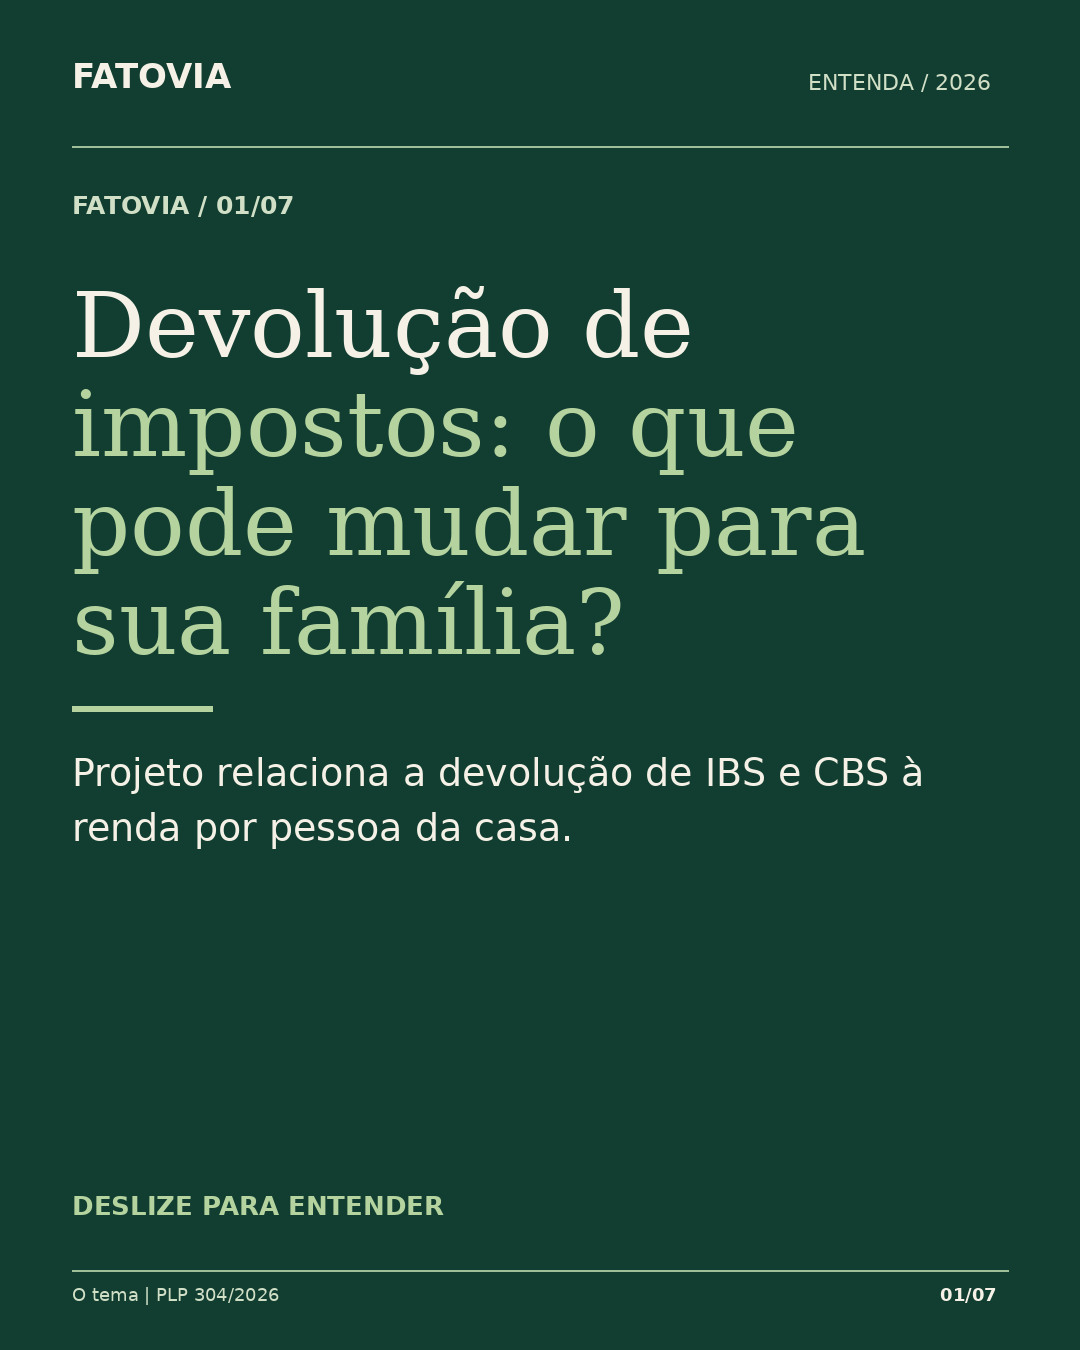 FATOVIA
ENTENDA / 2026
FATOVIA / 01/07
Devolução de
impostos: o que
pode mudar para
sua família?
Projeto relaciona a devolução de IBS e CBS à
renda por pessoa da casa.
DESLIZE PARA ENTENDER
O tema | PLP 304/2026
01/07